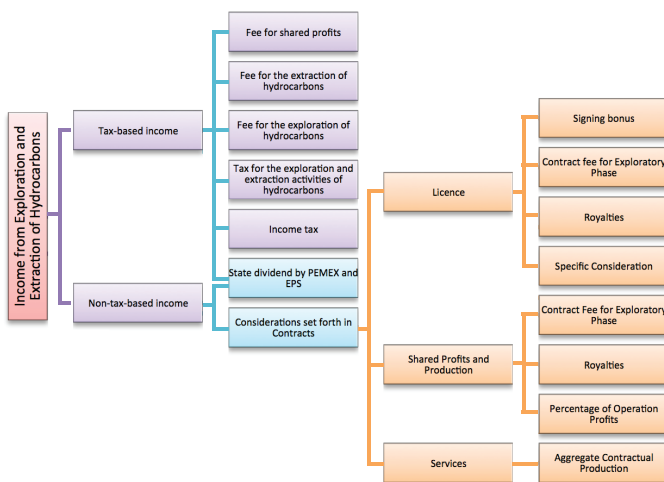 Income from Exploration and
Extraction of Hydrocarbons
Tax-based income
Non-tax-based income
Fee for shared profits
Fee for the extraction of
hydrocarbons
Fee for the exploration of
hydrocarbons
Tax for the exploration and
extraction activities of
hydrocarbons
Income tax
State dividend by PEMEX and
EPS
Considerations set forth in
Contracts
Licence
Shared Profits and
Production
Services
Signing bonus
Contract fee for Exploratory
Phase
Royalties
Specific Consideration
Contract Fee for Exploratory
Phase
Royalties
Percentage of Operation
Profits
Aggregate Contractual
Production